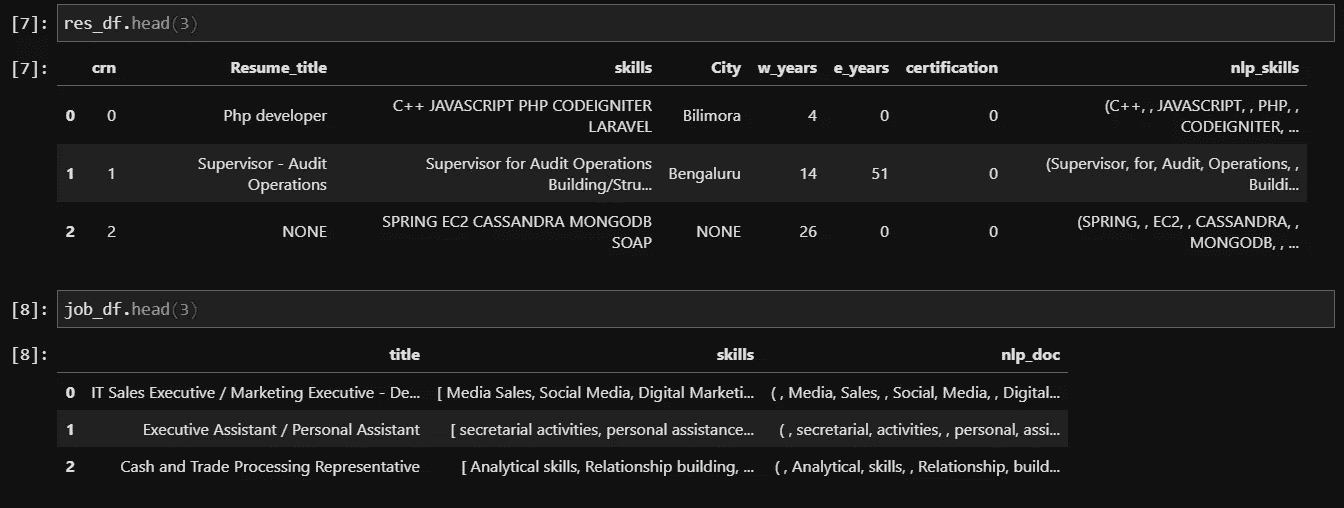 [7]: res_df.head(3)
[7]: crn Resume_title skills City w_years e_years certification nlp_skills
0 0 Php developer C++ JAVASCRIPT PHP CODEIGNITER LARAVEL Bilimora 4 0 0 (C++, , JAVASCRIPT, , PHP, , CODEIGNITER, ...
1 1 Supervisor - Audit Operations Supervisor for Audit Operations Building/Stru... Bengaluru 14 51 0 (Supervisor, for, Audit, Operations, , Buildi...
2 2 NONE SPRING EC2 CASSANDRA MONGODB SOAP NONE 26 0 0 (SPRING, , EC2, , CASSANDRA, , MONGODB, , ...
[8]: job_df.head(3)
[8]: title skills nlp_doc
0 IT Sales Executive / Marketing Executive - De... [ Media Sales, Social Media, Digital Marketi... ( , Media, Sales, , Social, Media, , Digital...
1 Executive Assistant / Personal Assistant [ secretarial activities, personal assistance... ( , secretarial, activities, , personal, assi...
2 Cash and Trade Processing Representative [ Analytical skills, Relationship building, ... ( , Analytical, skills, , Relationship, build...